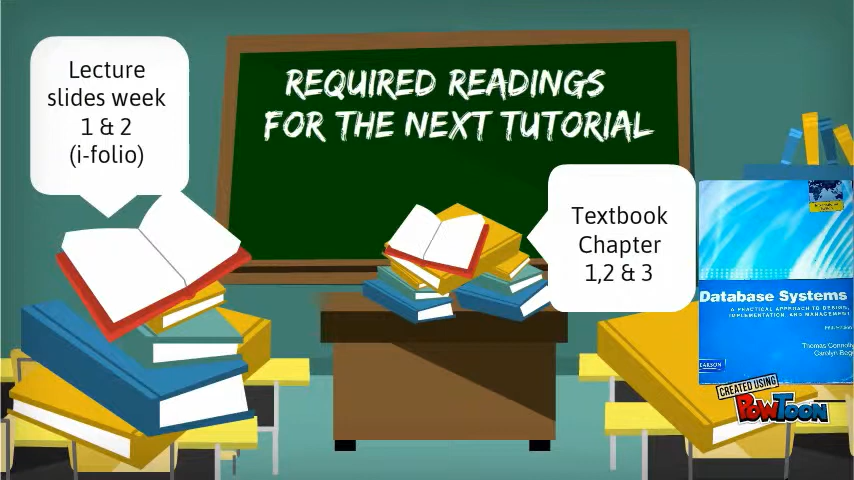 REQUIRED READINGS
FOR THE NEXT TUTORIAL
Lecture
slides week
1 & 2
(i-folio)
Textbook
Chapter
1,2 & 3
Database Systems
A PRACTICAL APPROACH TO DESIGN,
IMPLEMENTATION, AND MANAGEMENT
Thomas Connolly
Carolyn Begg
CREATED USING
POWTOON